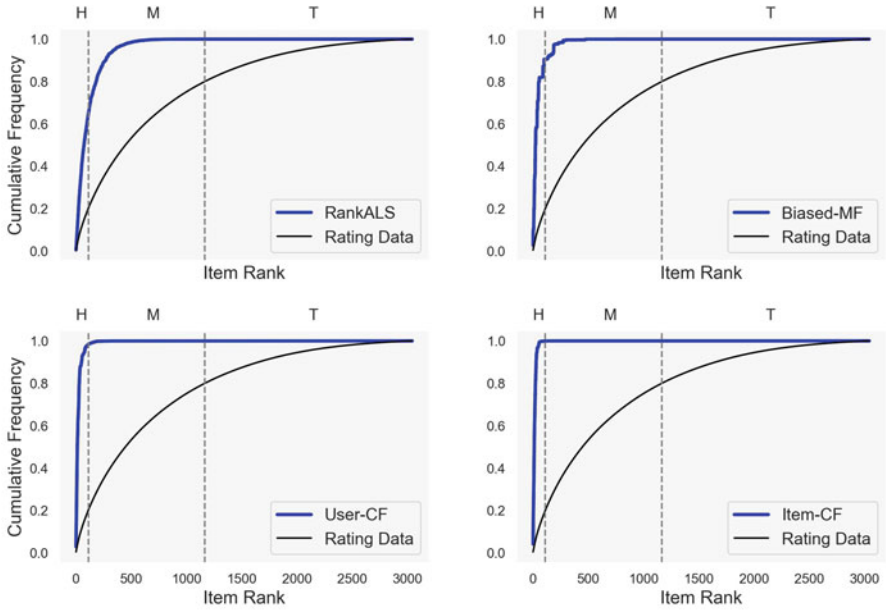 H M T H M T
1.0 1.0
0.8 0.8
0.6 0.6
0.4 0.4
0.2 RankALS 0.2 Biased-MF
Rating Data Rating Data
0.0 0.0
Cumulative Frequency
Item Rank Item Rank
H M T H M T
1.0 1.0
0.8 0.8
0.6 0.6
0.4 0.4
0.2 User-CF 0.2 Item-CF
Rating Data Rating Data
0.0 0.0
Cumulative Frequency
0 500 1000 1500 2000 2500 3000 0 500 1000 1500 2000 2500 3000
Item Rank Item Rank